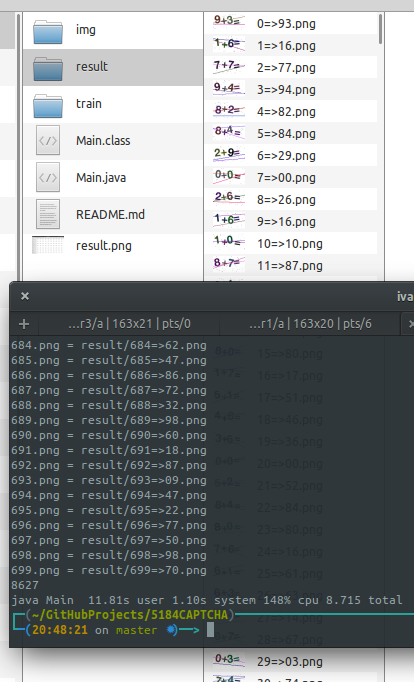 img
result
train
Main.class
Main.java
README.md
result.png
9+3= 0=>93.png
1+6= 1=>16.png
7+7= 2=>77.png
9+4= 3=>94.png
8+2= 4=>82.png
8+4= 5=>84.png
2+9= 6=>29.png
0+0= 7=>00.png
2+6= 8=>26.png
1+6= 9=>16.png
1+0= 10=>10.png
8+7= 11=>87.png
× iva
+ ...r3/a | 163x21 | pts/0 ...r1/a | 163x20 | pts/6
684.png = result/684=>62.png
685.png = result/685=>47.png
686.png = result/686=>86.png
687.png = result/687=>72.png
688.png = result/688=>32.png
689.png = result/689=>98.png
690.png = result/690=>60.png
691.png = result/691=>18.png
692.png = result/692=>87.png
693.png = result/693=>09.png
694.png = result/694=>47.png
695.png = result/695=>22.png
696.png = result/696=>77.png
697.png = result/697=>50.png
698.png = result/698=>98.png
699.png = result/699=>70.png
8627
java Main 11.81s user 1.10s system 148% cpu 8.715 total
(~/GitHubProjects/5184CAPTCHA)
(20:48:21 on master
0+3= 29=>03.png
30=>74.png